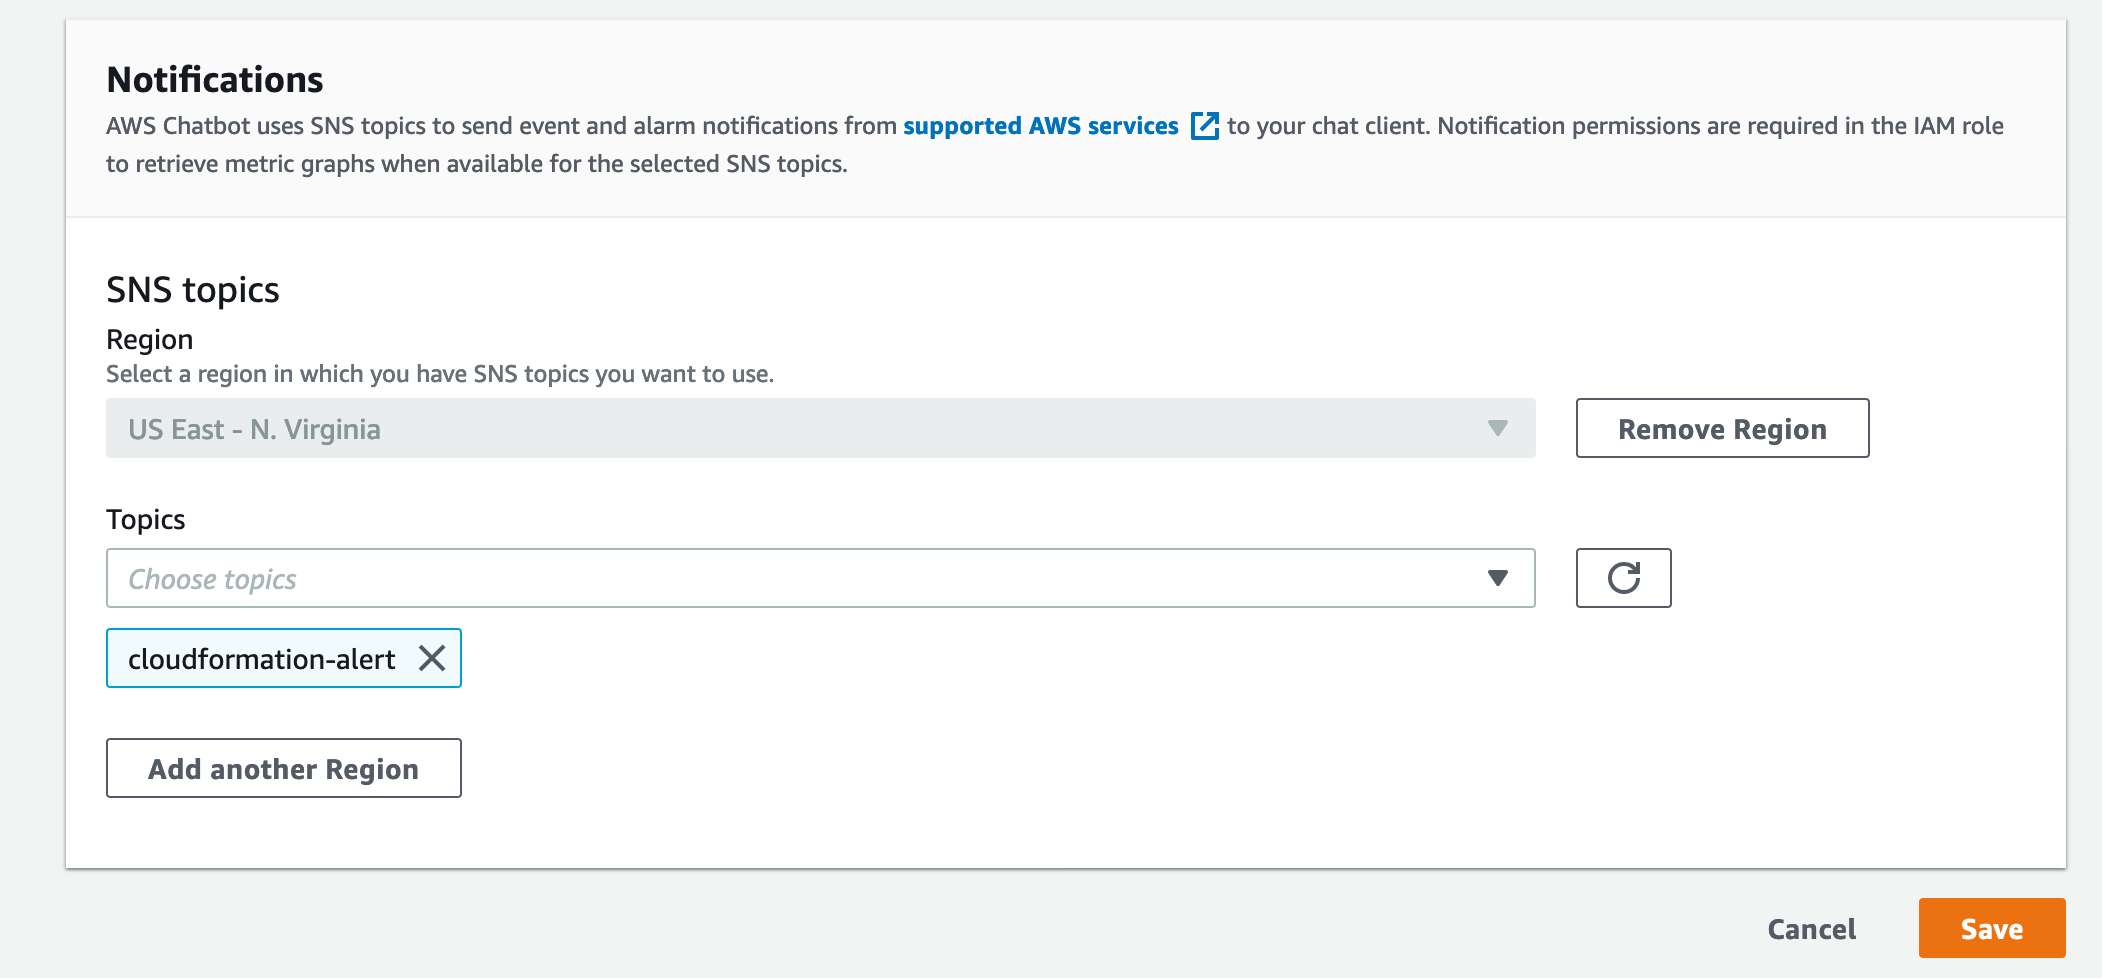 Notifications
AWS Chatbot uses SNS topics to send event and alarm notifications from supported AWS services to your chat client. Notification permissions are required in the IAM role
to retrieve metric graphs when available for the selected SNS topics.
SNS topics
Region
Select a region in which you have SNS topics you want to use.
US East - N. Virginia
Remove Region
Topics
Choose topics
cloudformation-alert
Add another Region
Cancel
Save